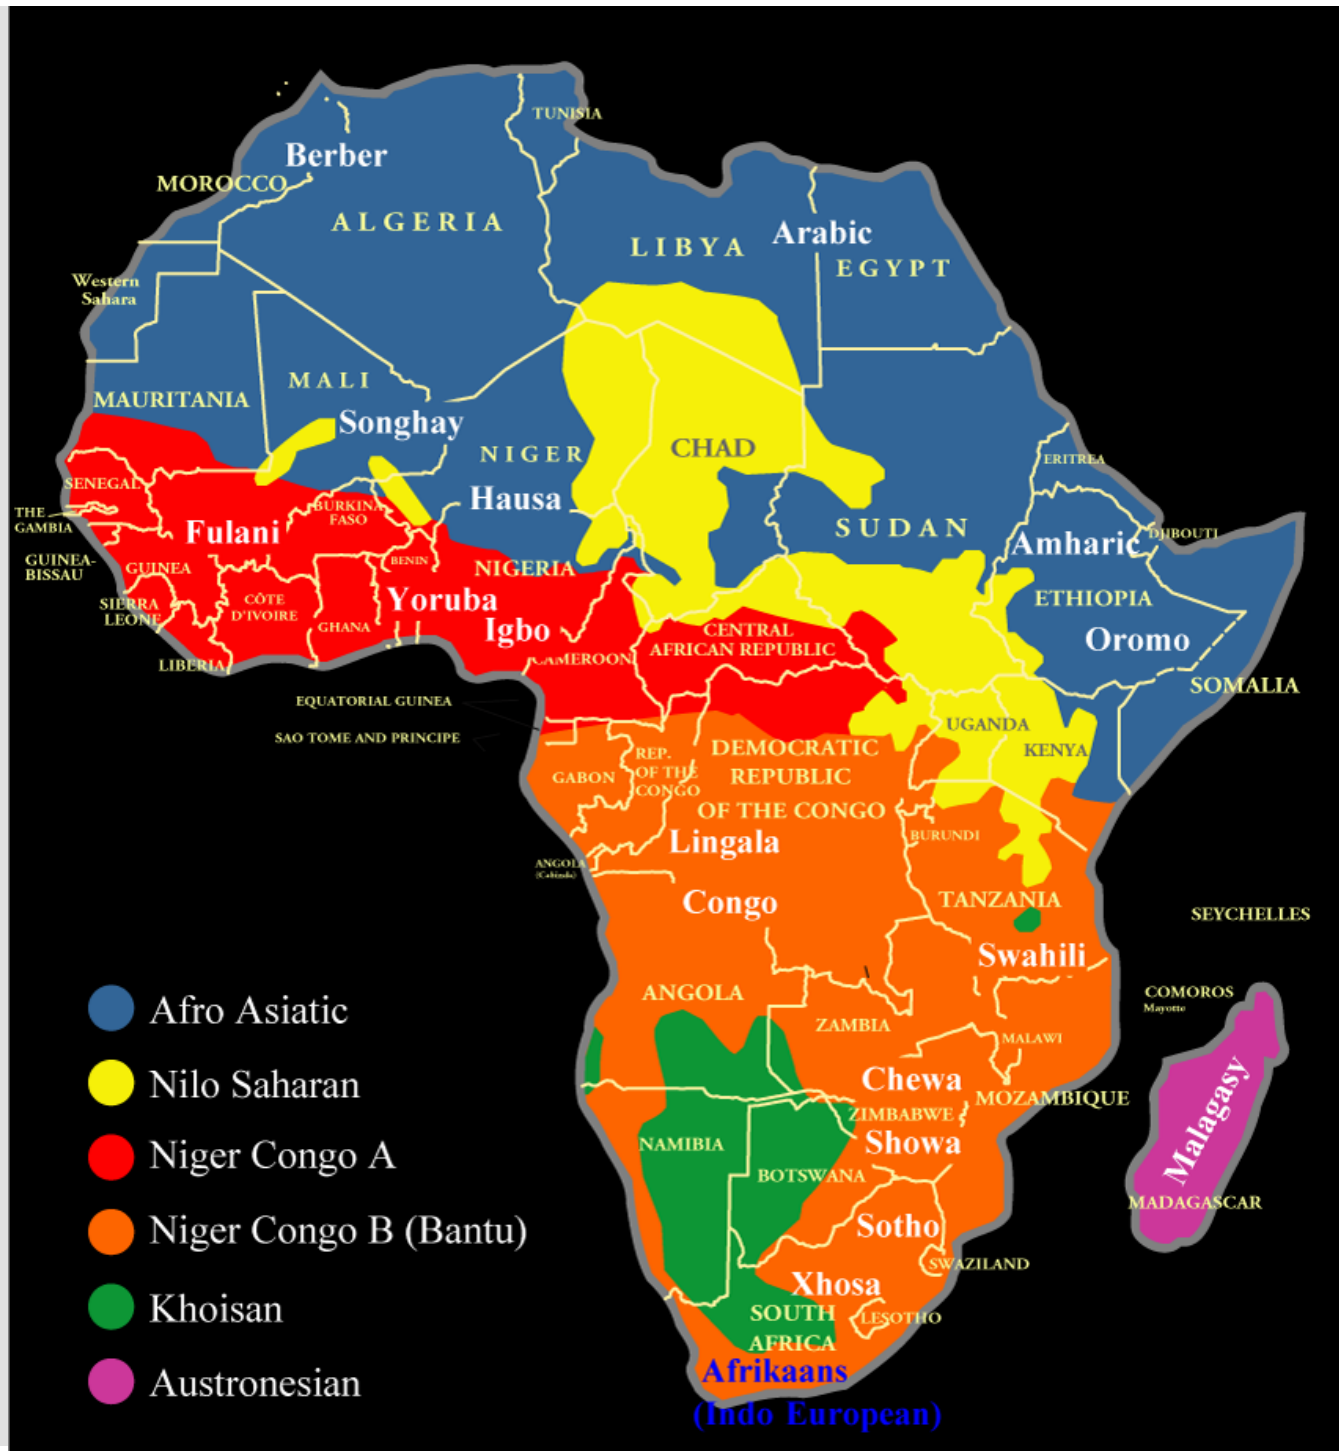 TUNISIA
Berber
MOROCCO
ALGERIA
LIBYA
Arabic
EGYPT
Western
Sahara
MALI
MAURITANIA
Songhay
NIGER
CHAD
ERITREA
SENEGAL
Hausa
THE
GAMBIA
BURKINA
FASO
Fulani
SUDAN
Amharic
DJIBOUTI
GUINEA-
BISSAU
GUINEA
BENIN
NIGERIA
ETHIOPIA
SIERRA
LEONE
CÔTE
D'IVOIRE
GHANA
Yoruba
Igbo
CENTRAL
AFRICAN REPUBLIC
Oromo
LIBERIA
CAMEROON
SOMALIA
EQUATORIAL GUINEA
UGANDA
SAO TOME AND PRINCIPE
KENYA
GABON
REP.
OF THE
CONGO
DEMOCRATIC
REPUBLIC
OF THE CONGO
Lingala
BURUNDI
ANGOLA
(Cabinda)
Congo
TANZANIA
SEYCHELLES
Swahili
ANGOLA
COMOROS
Mayotte
ZAMBIA
MALAWI
Chewa
MOZAMBIQUE
ZIMBABWE
Showa
NAMIBIA
BOTSWANA
Malagasy
MADAGASCAR
Sotho
SWAZILAND
Xhosa
SOUTH
AFRICA
LESOTHO
Afrikaans
(Indo European)
Afro Asiatic
Nilo Saharan
Niger Congo A
Niger Congo B (Bantu)
Khoisan
Austronesian